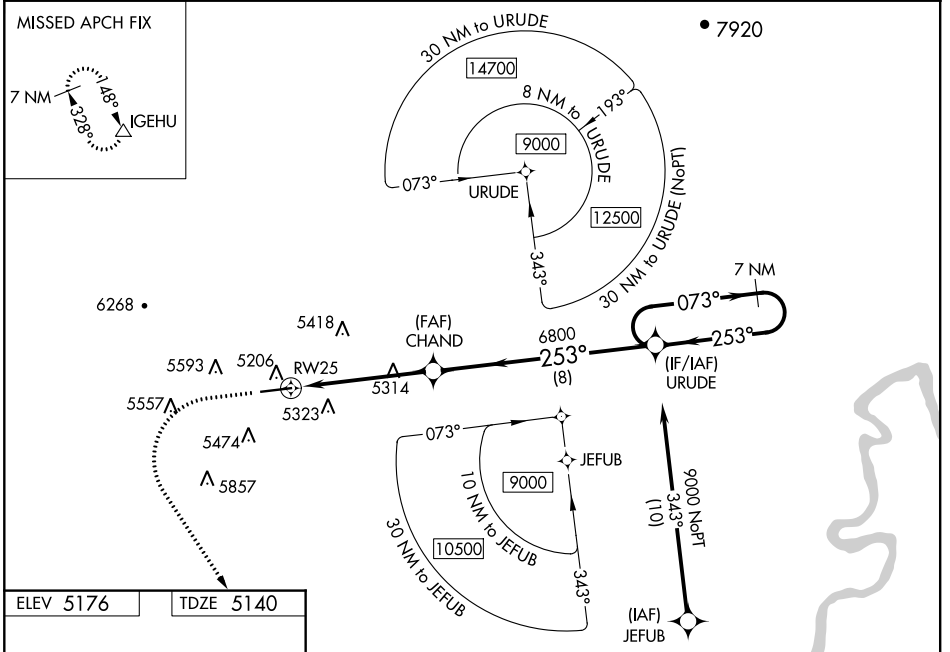 MISSED APCH FIX
7 NM
148°
328°
IGEHU
7920
30 NM to URUDE
14700
8 NM to URUDE
193°
9000
073°
URUDE
12500
30 NM to URUDE (NoPT)
343°
7 NM
073°
253°
6268
5418
(FAF)
CHAND
6800
253°
(8)
(IF/IAF)
URUDE
5593
5206
RW25
5314
5557
5323
5474
5857
073°
JEFUB
9000
10 NM to JEFUB
10500
30 NM to JEFUB
343°
9000 NoPT
343°
(10)
(IAF)
JEFUB
ELEV 5176
TDZE 5140